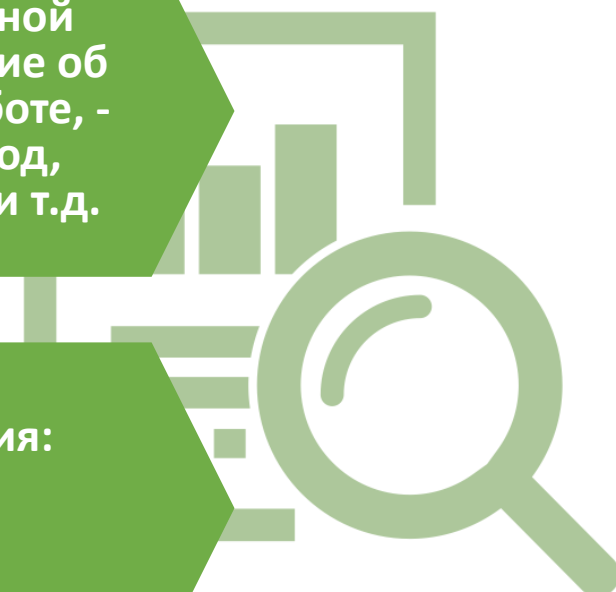 ной
ие об
боте, -
од,
и т.д.
ия: